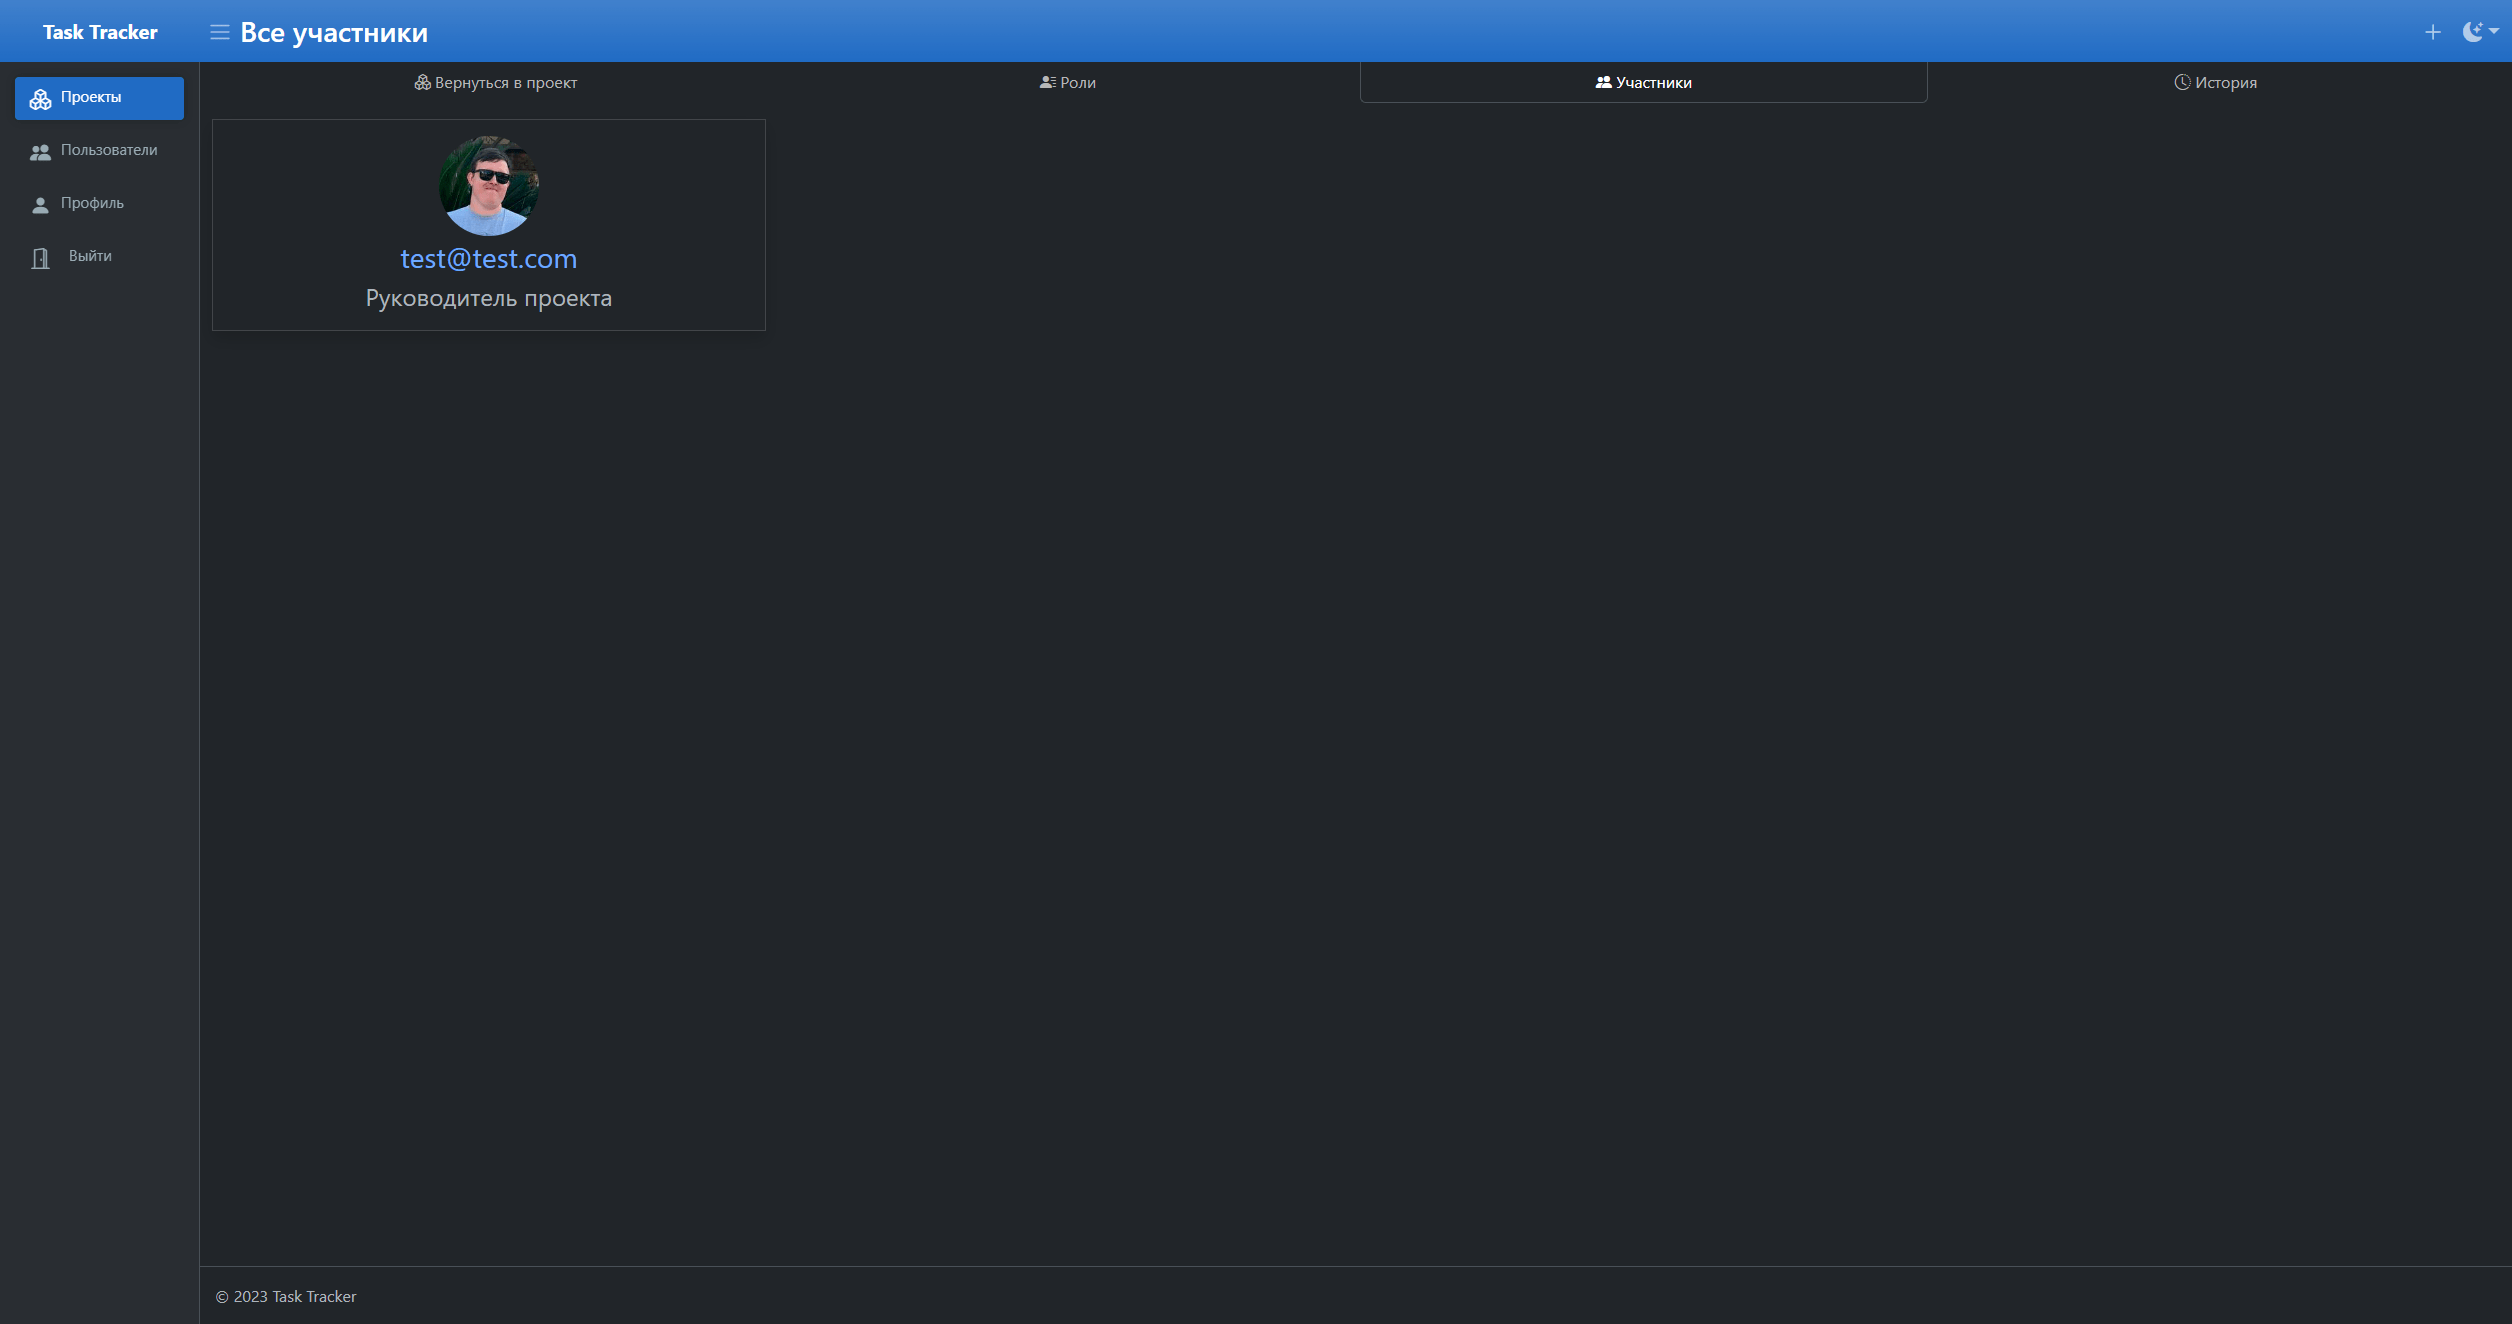 Task Tracker
Все участники
Проекты
Пользователи
Профиль
Выйти
Вернуться в проект
Роли
Участники
История
test@test.com
Руководитель проекта
© 2023 Task Tracker